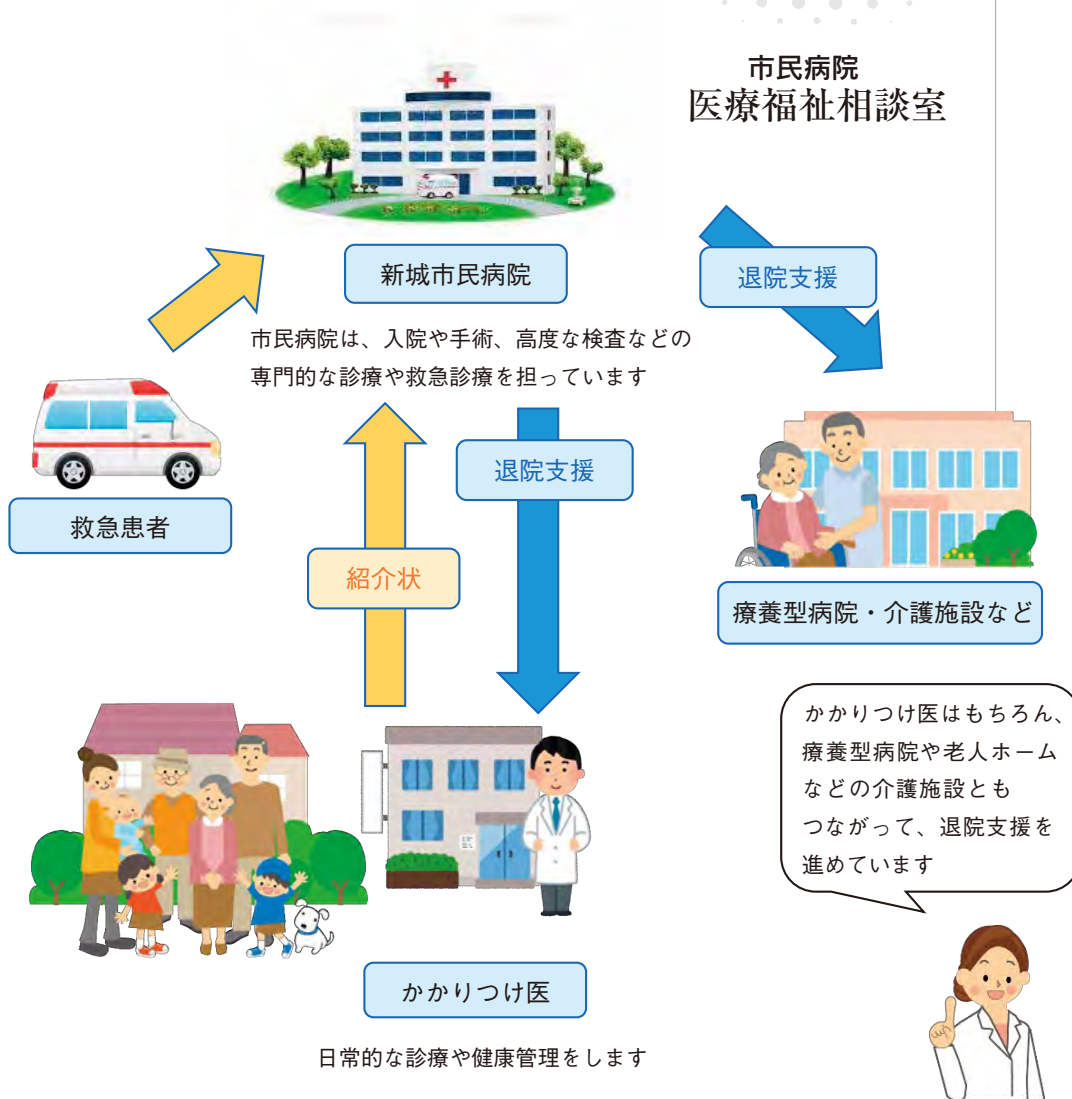 市民病院
医療福祉相談室
新城市民病院
退院支援
市民病院は、入院や手術、高度な検査などの
専門的な診療や救急診療を担っています
救急患者
退院支援
紹介状
療養型病院・介護施設など
かかりつけ医はもちろん、
療養型病院や老人ホーム
などの介護施設とも
つながって、退院支援を
進めています
かかりつけ医
日常的な診療や健康管理をします